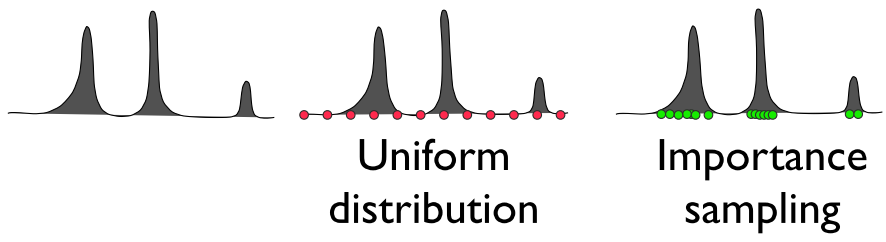 Uniform
distribution
Importance
sampling